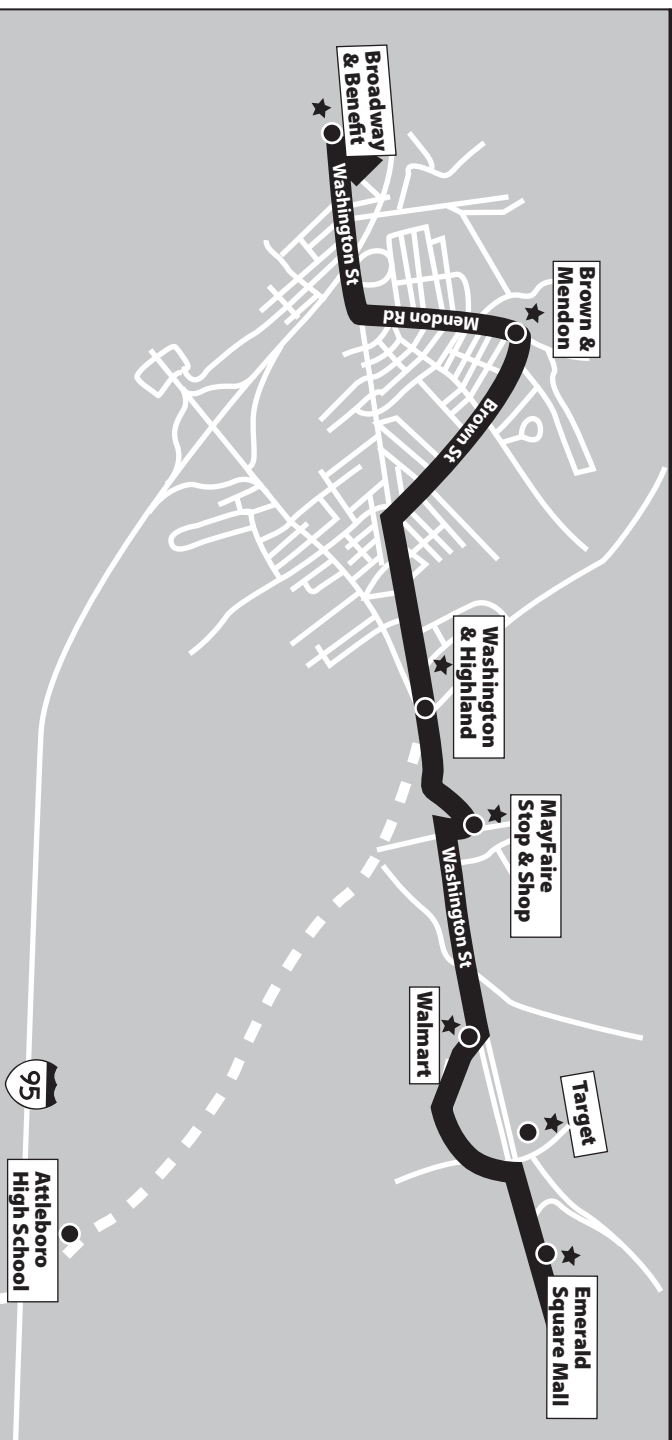 Broadway
& Benefit
Washington St
Mendon Rd
Brown &
Mendon
Brown St
Washington
& Highland
MayFaire
Stop & Shop
Washington St
Walmart
Target
Emerald
Square Mall
95
Attleboro
High School